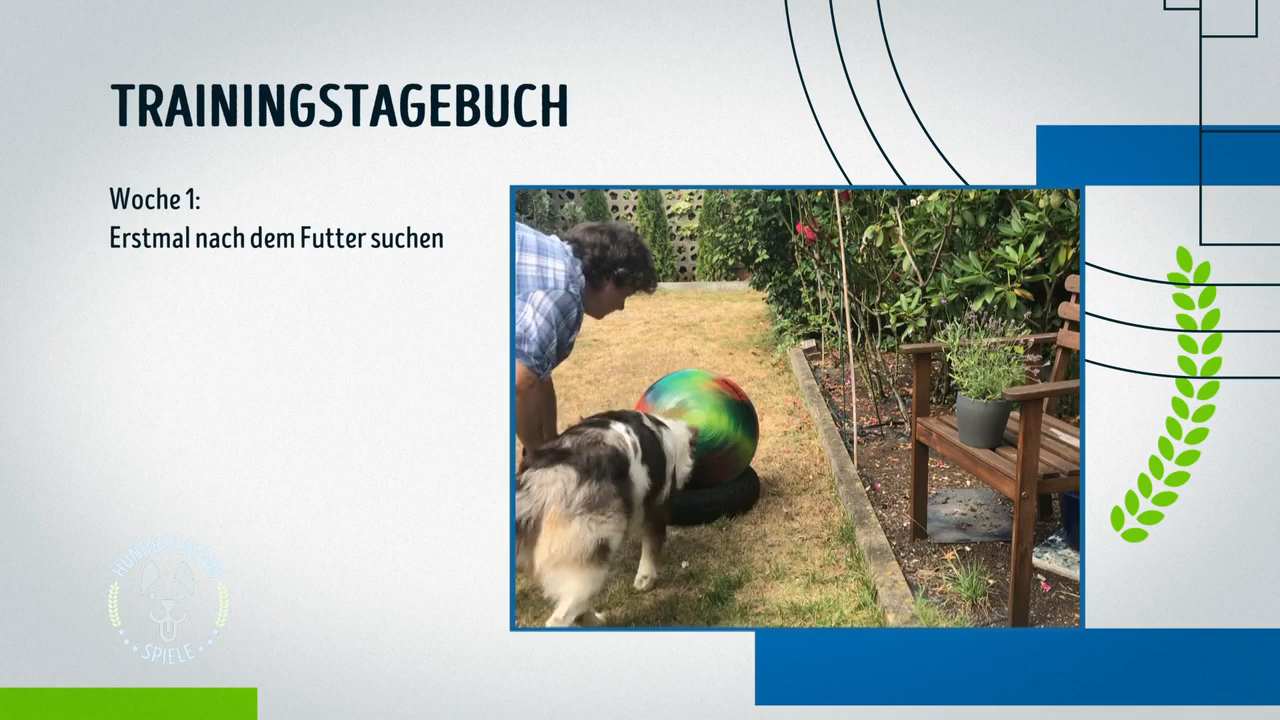 TRAININGSTAGEBUCH
Woche 1:
Erstmal nach dem Futter suchen
SPIELE